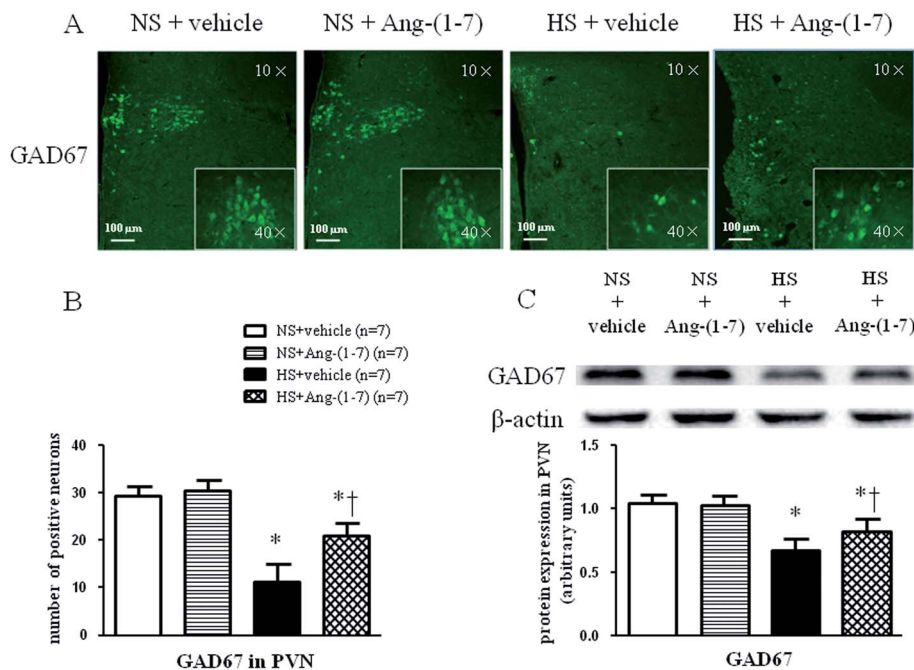 A
NS + vehicle
NS + Ang-(1-7)
HS + vehicle
HS + Ang-(1-7)
GAD67
10×
40×
100 μm
10×
40×
100 μm
10×
40×
100 μm
10×
40×
100 μm
B
NS+vehicle (n=7)
NS+Ang-(1-7) (n=7)
HS+vehicle (n=7)
HS+Ang-(1-7) (n=7)
number of positive neurons
40
30
20
10
0
*
*†
GAD67 in PVN
C
NS
+
vehicle
NS
+
Ang-(1-7)
HS
+
vehicle
HS
+
Ang-(1-7)
GAD67
β-actin
protein expression in PVN
(arbitrary units)
1.5
1.0
0.5
0.0
*
*†
GAD67